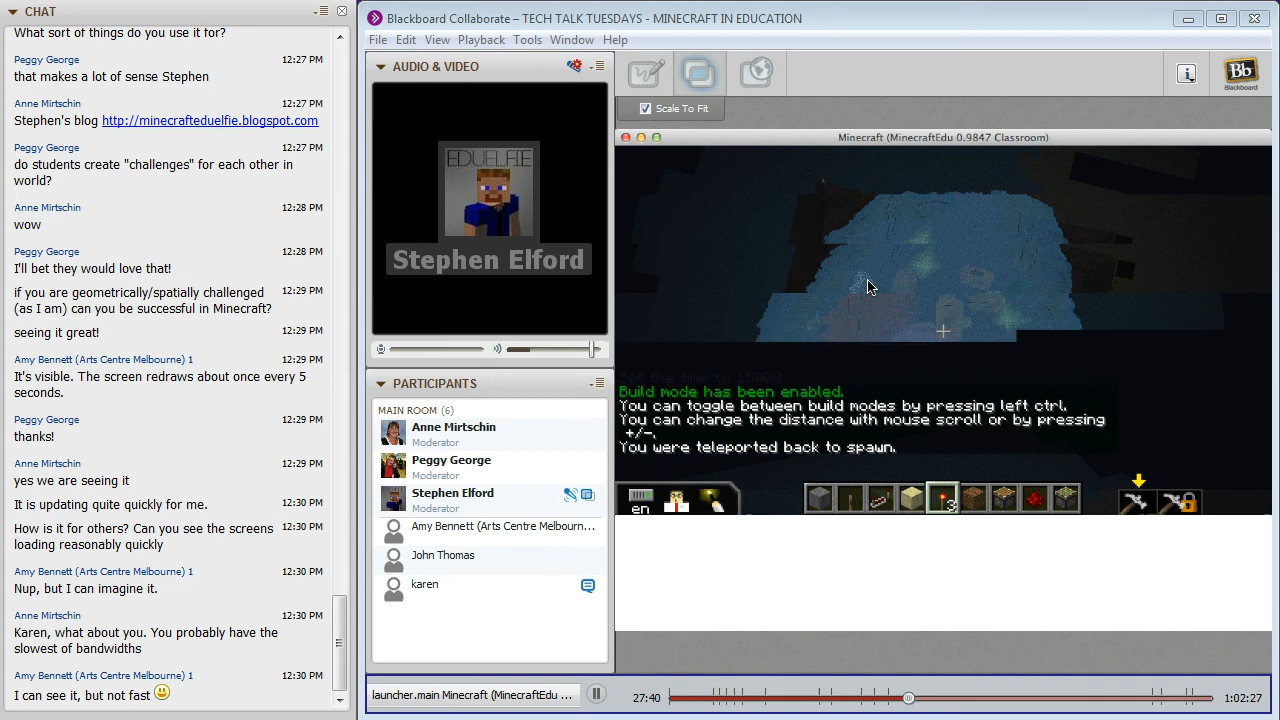 CHAT
What sort of things do you use it for?
Peggy George 12:27 PM
that makes a lot of sense Stephen
Anne Mirtschin 12:27 PM
Stephen's blog http://minecrafteduelfie.blogspot.com
Peggy George 12:27 PM
do students create "challenges" for each other in
world?
Anne Mirtschin 12:28 PM
wow
Peggy George 12:28 PM
I'll bet they would love that!
if you are geometrically/spatially challenged 12:29 PM
(as I am) can you be successful in Minecraft?
seeing it great! 12:29 PM
Amy Bennett (Arts Centre Melbourne) 1 12:29 PM
It's visible. The screen redraws about once every 5
seconds.
Peggy George 12:29 PM
thanks!
Anne Mirtschin 12:29 PM
yes we are seeing it
It is updating quite quickly for me. 12:30 PM
How is it for others? Can you see the screens 12:30 PM
loading reasonably quickly
Amy Bennett (Arts Centre Melbourne) 1 12:30 PM
Nup, but I can imagine it.
Anne Mirtschin 12:30 PM
Karen, what about you. You probably have the
slowest of bandwidths
Amy Bennett (Arts Centre Melbourne) 1 12:30 PM
I can see it, but not fast
Blackboard Collaborate – TECH TALK TUESDAYS - MINECRAFT IN EDUCATION
File Edit View Playback Tools Window Help
AUDIO & VIDEO
EDUELFIE
Stephen Elford
PARTICIPANTS
MAIN ROOM (6)
Anne Mirtschin
Moderator
Peggy George
Moderator
Stephen Elford
Moderator
Amy Bennett (Arts Centre Melbourn...
John Thomas
karen
Bb
Blackboard
Scale To Fit
Minecraft (MinecraftEdu 0.9847 Classroom)
Set the time to 15000
Build mode has been enabled.
You can toggle between build modes by pressing left ctrl.
You can change the distance with mouse scroll or by pressing
+/-.
You were teleported back to spawn.
en
3
launcher.main Minecraft (MinecraftEdu ...
27:40
1:02:27